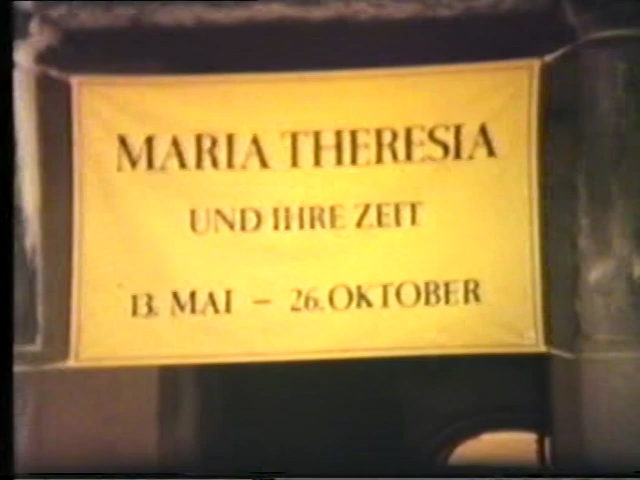 MARIA THERESIA
UND IHRE ZEIT
13. MAI - 26. OKTOBER